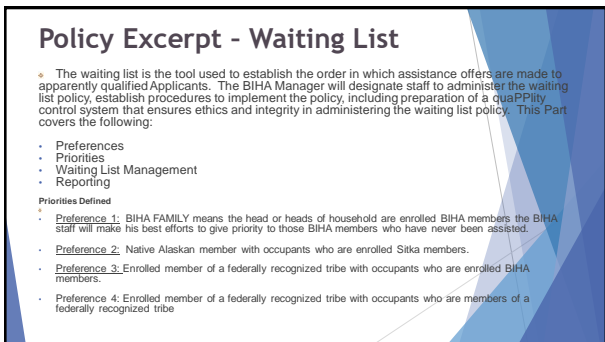 Policy Excerpt – Waiting List
The waiting list is the tool used to establish the order in which assistance offers are made to
apparently qualified Applicants. The BIHA Manager will designate staff to administer the waiting
list policy, establish procedures to implement the policy, including preparation of a quaPPlity
control system that ensures ethics and integrity in administering the waiting list policy. This Part
covers the following:
• Preferences
• Priorities
• Waiting List Management
• Reporting
Priorities Defined
• Preference 1: BIHA FAMILY means the head or heads of household are enrolled BIHA members the BIHA
staff will make his best efforts to give priority to those BIHA members who have never been assisted.
• Preference 2: Native Alaskan member with occupants who are enrolled Sitka members.
• Preference 3: Enrolled member of a federally recognized tribe with occupants who are enrolled BIHA
members.
• Preference 4: Enrolled member of a federally recognized tribe with occupants who are members of a
federally recognized tribe